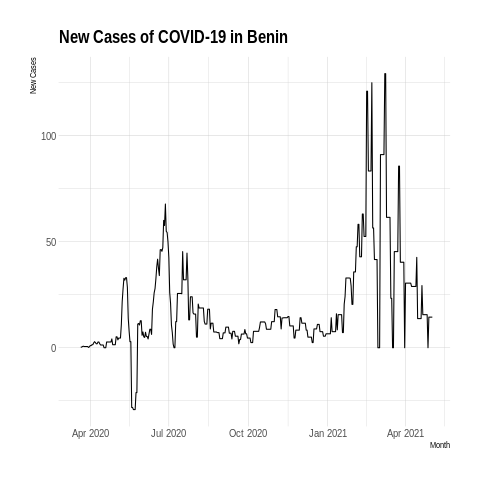 New Cases of COVID-19 in Benin
New Cases
100
50
0
Apr 2020 Jul 2020 Oct 2020 Jan 2021 Apr 2021
Month